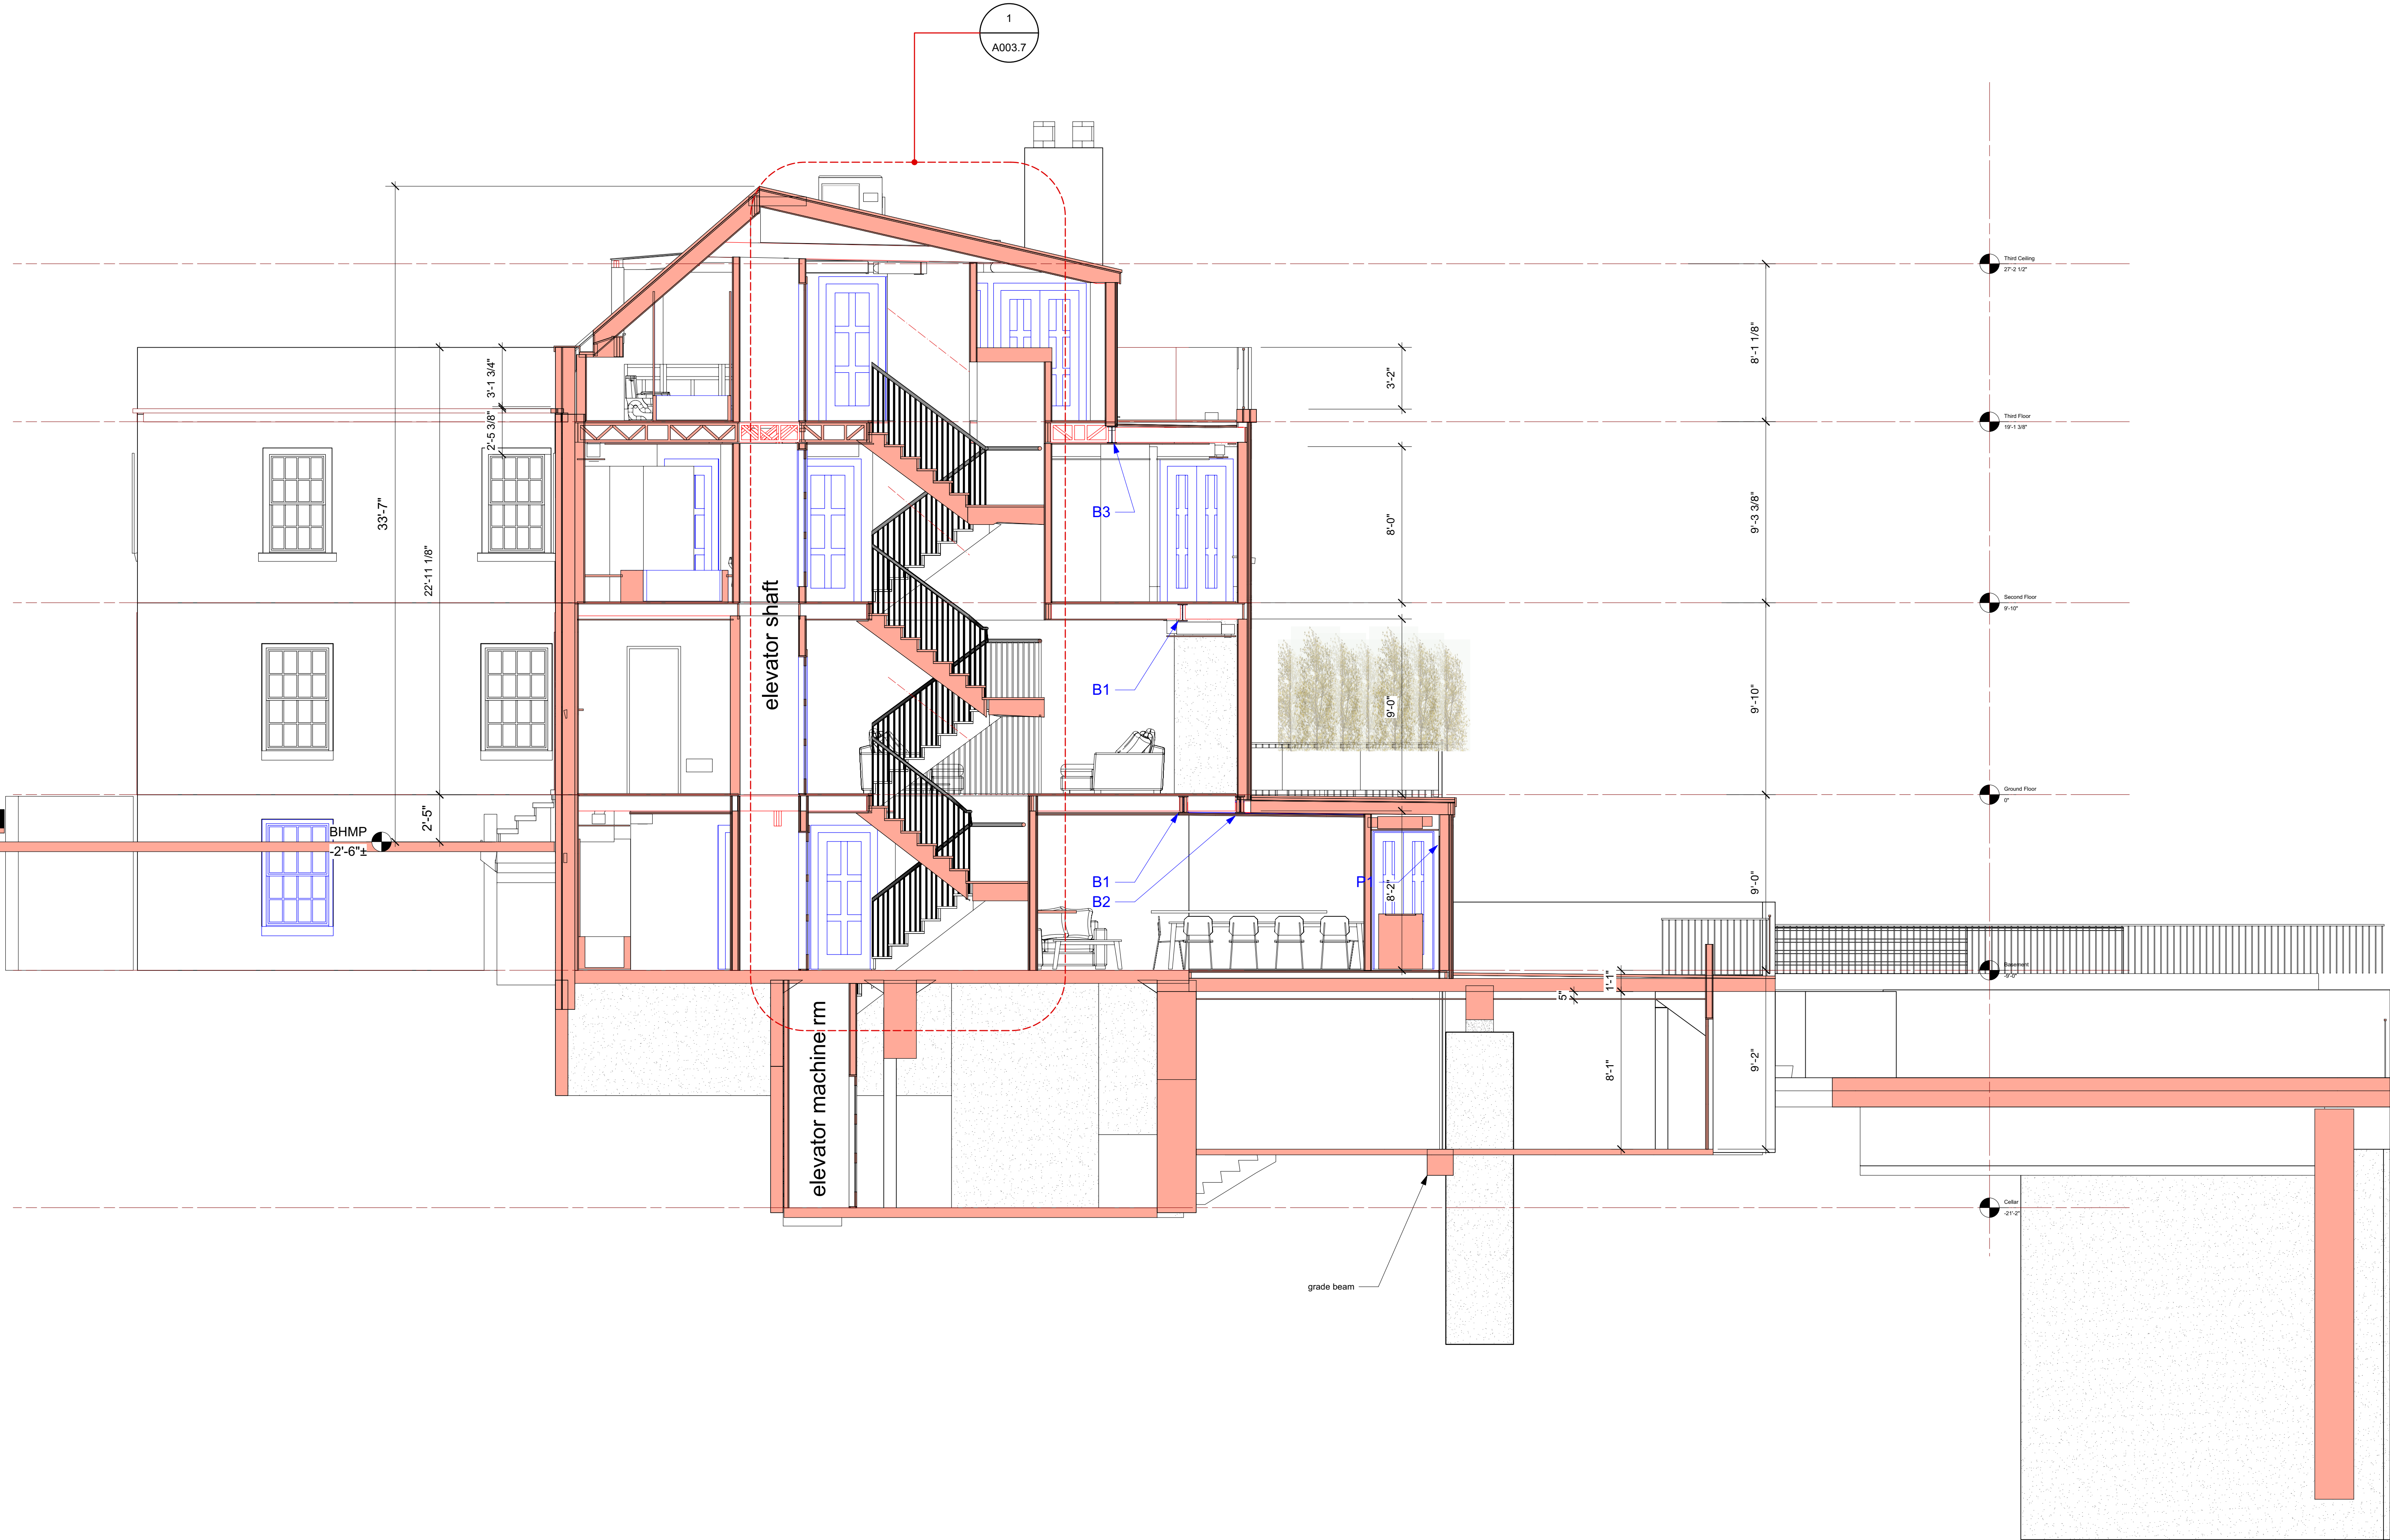 1
A003.7
Third Ceiling
27'-2 1/2"
8'-1 1/8"
3'-1 3/4"
3'-2"
Third Floor
19'-1 3/8"
2'-5 3/8"
33'-7"
B3
8'-0"
9'-3 3/8"
22'-11 1/8"
elevator shaft
Second Floor
9'-10"
B1
9'-0"
9'-10"
Ground Floor
0"
2'-5"
BHMP
-2'-6"±
B1
P1
8'-2"
9'-0"
B2
Basement
-9'-0"
1'-1"
5"
elevator machine rm
8'-1"
9'-2"
Cellar
-21'-2"
grade beam